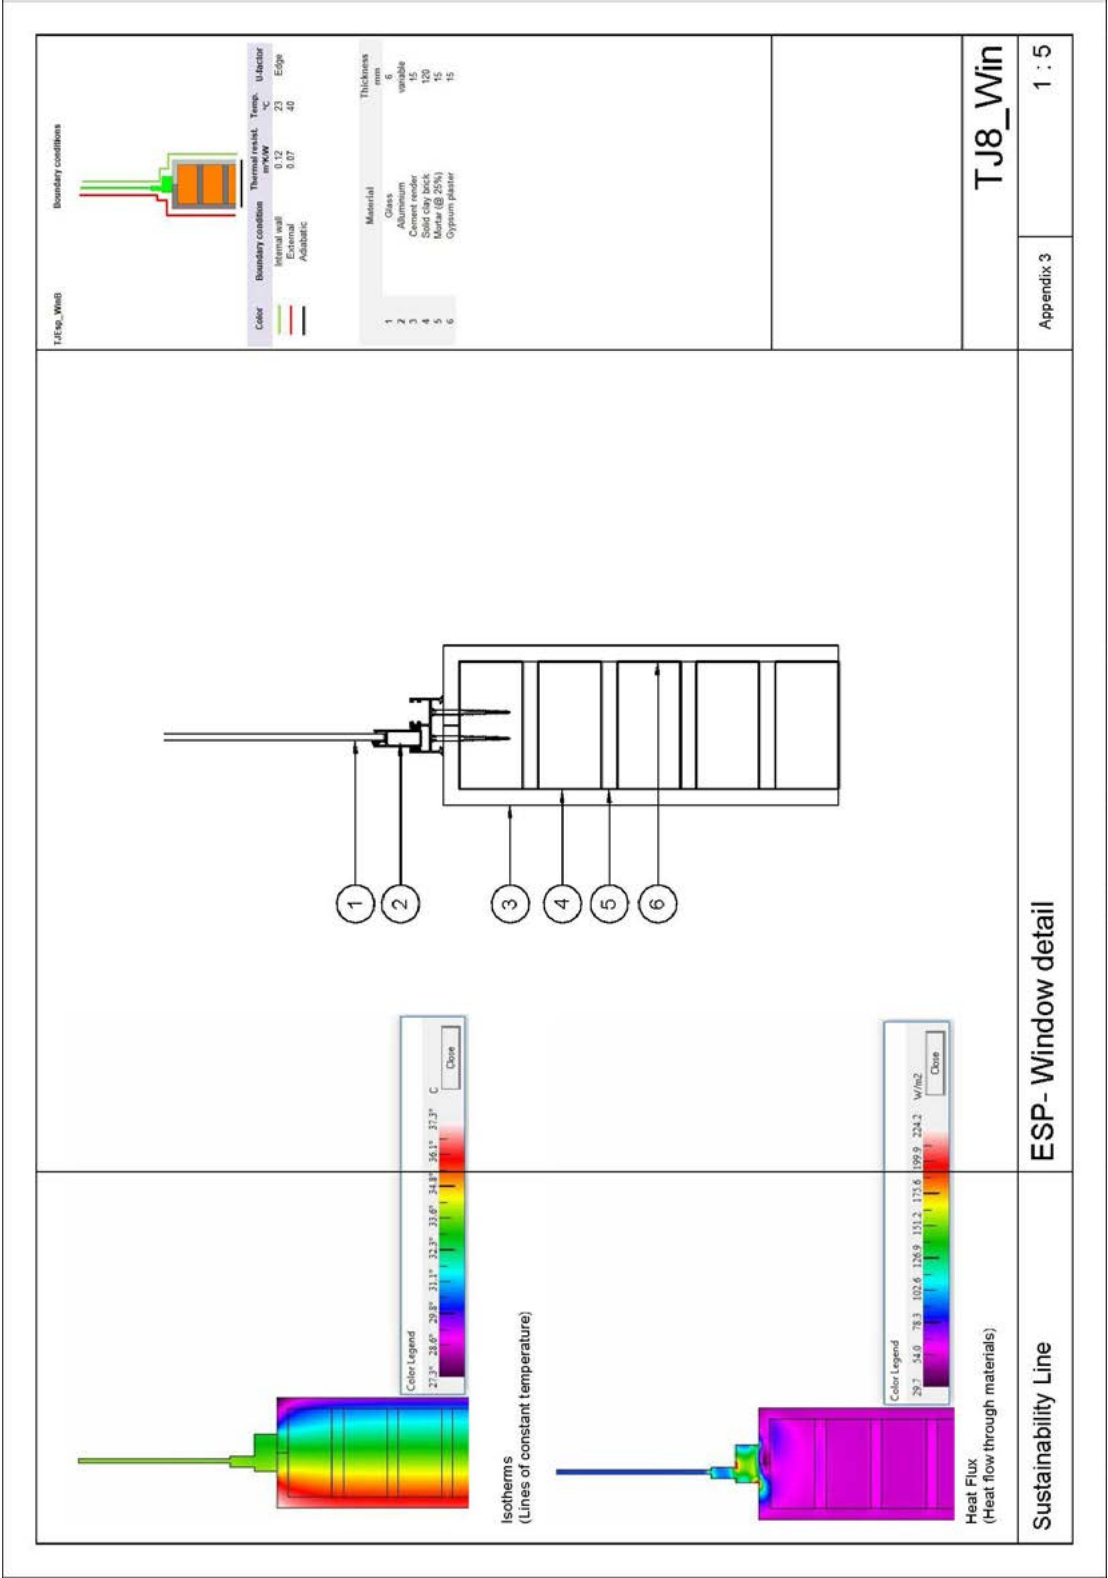 TJEsp_WinB
Boundary conditions
Color Boundary condition Thermal resist. m²K/W Temp. °C U-factor
Internal wall 0.12 23 Edge
External 0.07 40
Adiabatic
Material Thickness mm
1 Glass 6
2 Alluminium variable
3 Cement render 15
4 Solid clay brick 120
5 Mortar (@ 25%) 15
6 Gypsum plaster 15
1
2
3
4
5
6
Color Legend
27.3° 28.6° 29.8° 31.1° 32.3° 33.6° 34.8° 36.1° 37.3° C
Close
Isotherms
(Lines of constant temperature)
Color Legend
29.7 54.0 78.3 102.6 126.9 151.2 175.6 199.9 224.2 W/m2
Close
Heat Flux
(Heat flow through materials)
TJ8_Win
Sustainability Line
ESP- Window detail
Appendix 3
1 : 5